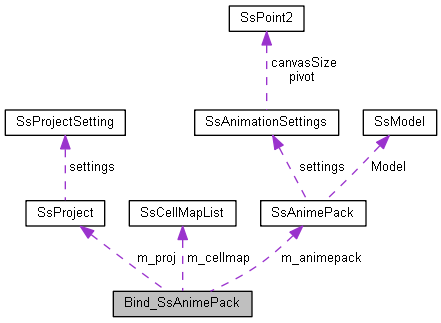 SsPoint2
canvasSize
pivot
SsProjectSetting
SsAnimationSettings
SsModel
settings
settings
Model
SsProject
SsCellMapList
SsAnimePack
m_proj
m_cellmap
m_animepack
Bind_SsAnimePack